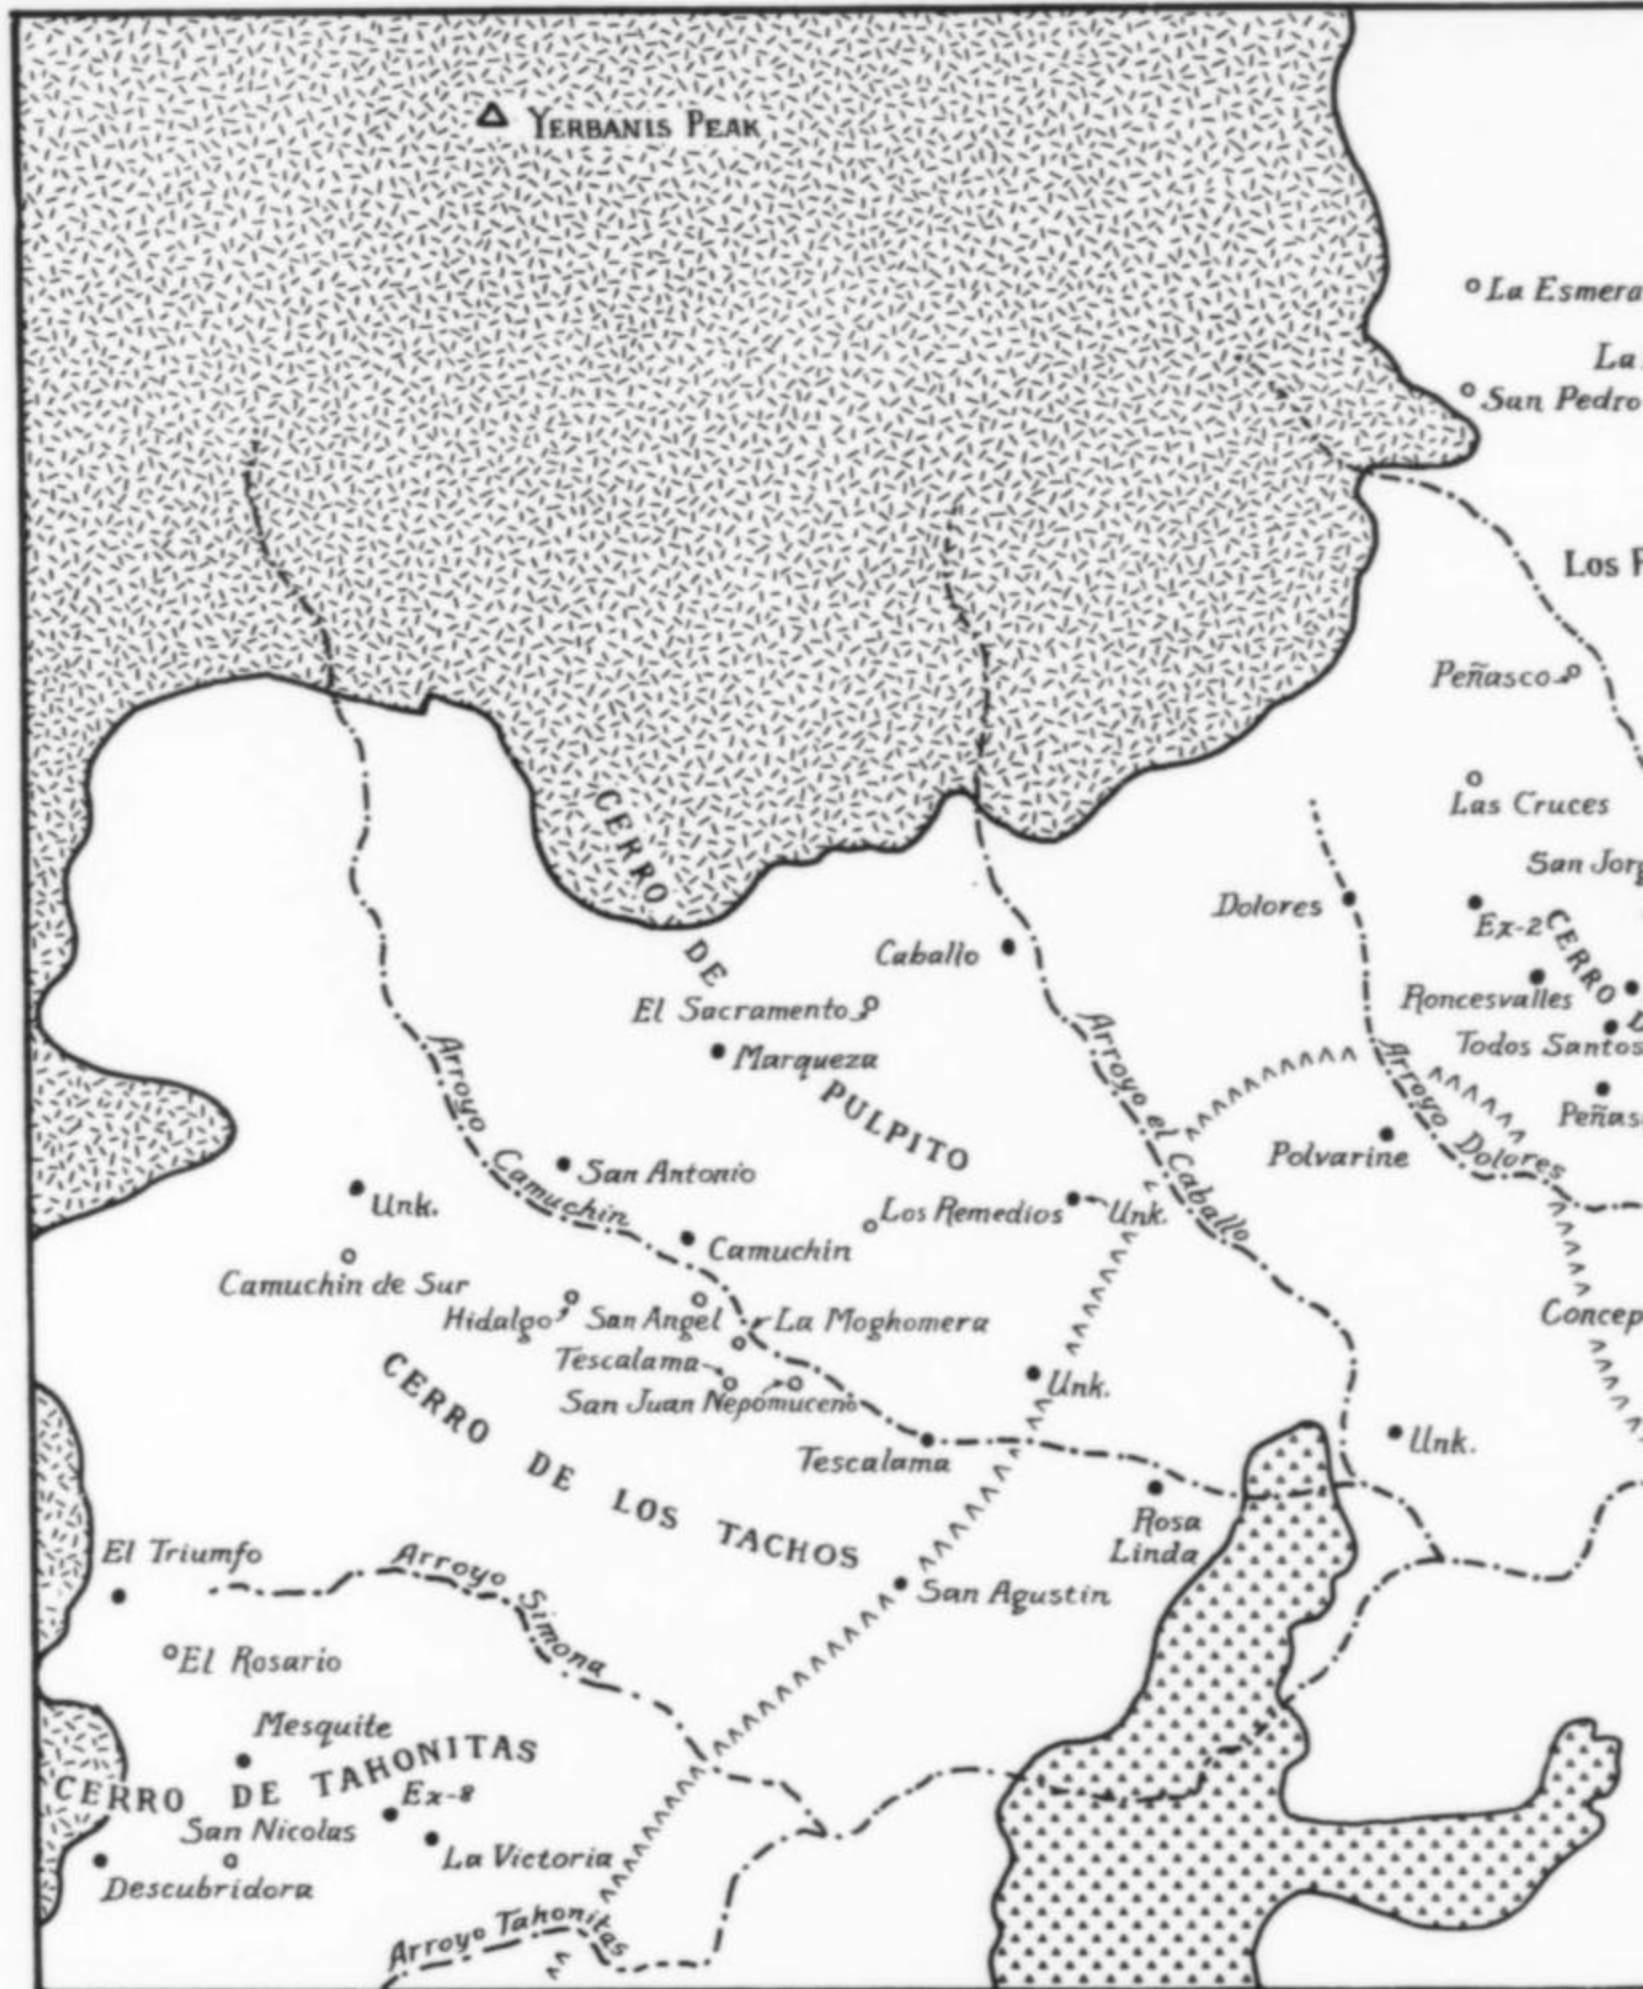 YERBANIS PEAK
La Esmera
La
San Pedro
Los
Peñasco
Las Cruces
San Jorg
CERRO DE PULPITO
Dolores
Ex-2
CERRO
Caballo
Roncesvalles
El Sacramento
Todos Santos
Marqueza
Arroyo Camuchin
Arroyo el Caballo
Arroyo Dolores
Peñas
Polvarine
San Antonio
Unk.
Los Remedios
Unk.
Camuchin
Camuchin de Sur
Hidalgo
San Angel
La Moghomera
Concep
Tescalama
San Juan Nepomuceno
Unk.
CERRO DE LOS TACHOS
Unk.
Tescalama
Rosa
Linda
El Triumfo
Arroyo Simona
San Agustin
El Rosario
Mesquite
CERRO DE TAHONITAS
Ex-8
San Nicolas
La Victoria
Descubridora
Arroyo Tahonitas